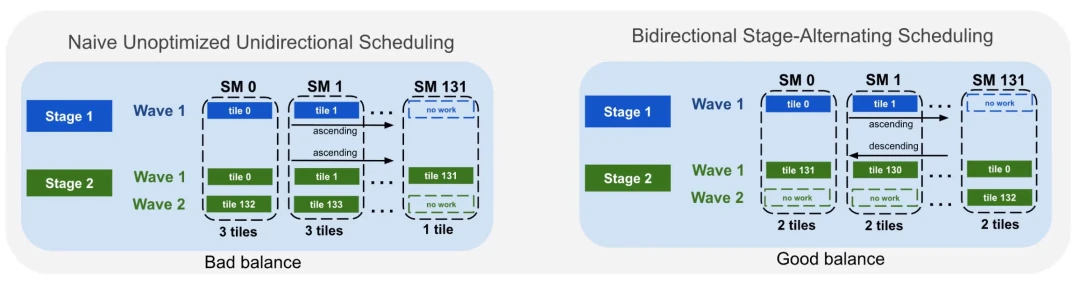 Naive Unoptimized Unidirectional Scheduling
SM 0 SM 1 SM 131
Stage 1 Wave 1 tile 0 tile 1 ... no work
ascending
ascending
Stage 2 Wave 1 tile 0 tile 1 ... tile 131
Wave 2 tile 132 tile 133 ... no work
3 tiles 3 tiles 1 tile
Bad balance
Bidirectional Stage-Alternating Scheduling
SM 0 SM 1 SM 131
Stage 1 Wave 1 tile 0 tile 1 ... no work
ascending
descending
Stage 2 Wave 1 tile 131 tile 130 ... tile 0
Wave 2 no work no work ... tile 132
2 tiles 2 tiles 2 tiles
Good balance